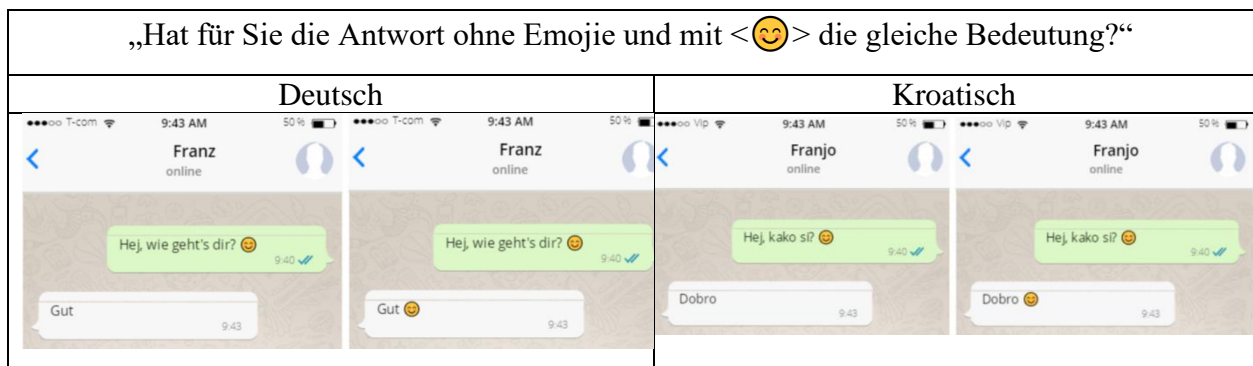 „Hat für Sie die Antwort ohne Emojie und mit <😊> die gleiche Bedeutung?“
Deutsch
Kroatisch
T-com 9:43 AM 50%
Franz
online
Hej, wie geht's dir? 😊
9:40
Gut
9:43
T-com 9:43 AM 50%
Franz
online
Hej, wie geht's dir? 😊
9:40
Gut 😊
9:43
Vip 9:43 AM 50%
Franjo
online
Hej, kako si? 😊
9:40
Dobro
9:43
Vip 9:43 AM 50%
Franjo
online
Hej, kako si? 😊
9:40
Dobro 😊
9:43